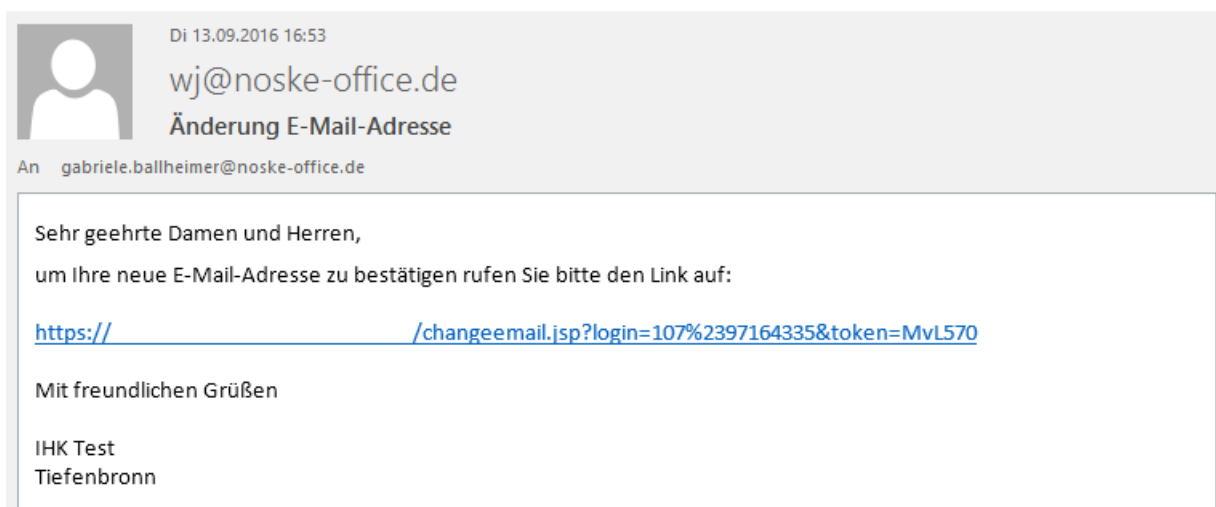 Di 13.09.2016 16:53
wj@noske-office.de
Änderung E-Mail-Adresse
An gabriele.ballheimer@noske-office.de
Sehr geehrte Damen und Herren,
um Ihre neue E-Mail-Adresse zu bestätigen rufen Sie bitte den Link auf:
https:// /changeemail.jsp?login=107%2397164335&token=MvL570
Mit freundlichen Grüßen
IHK Test
Tiefenbronn